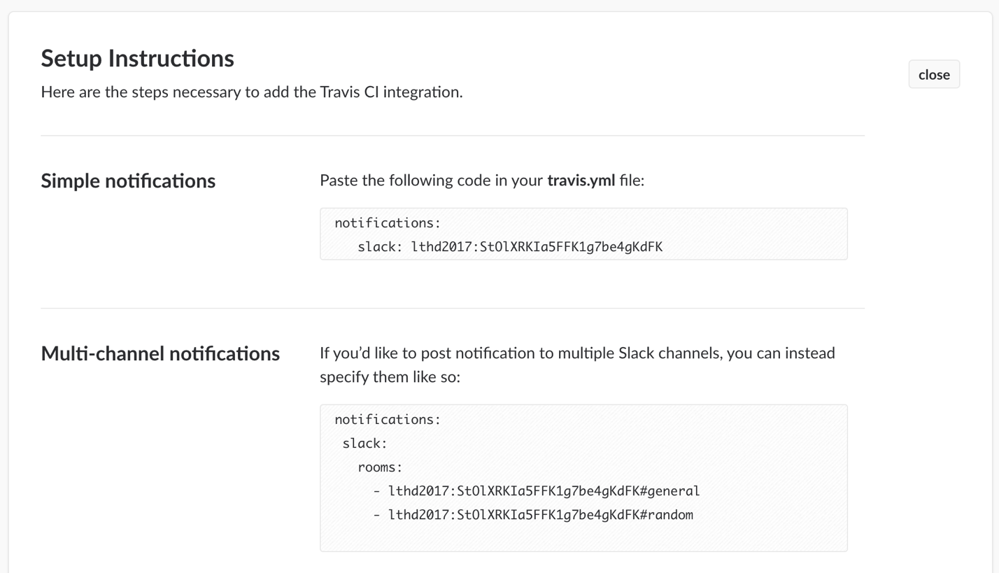 Setup Instructions
close
Here are the steps necessary to add the Travis CI integration.
Simple notifications
Paste the following code in your travis.yml file:
notifications:
slack: lthd2017:StOlXRKIa5FFK1g7be4gKdFK
Multi-channel notifications
If you’d like to post notification to multiple Slack channels, you can instead
specify them like so:
notifications:
slack:
rooms:
- lthd2017:StOlXRKIa5FFK1g7be4gKdFK#general
- lthd2017:StOlXRKIa5FFK1g7be4gKdFK#random